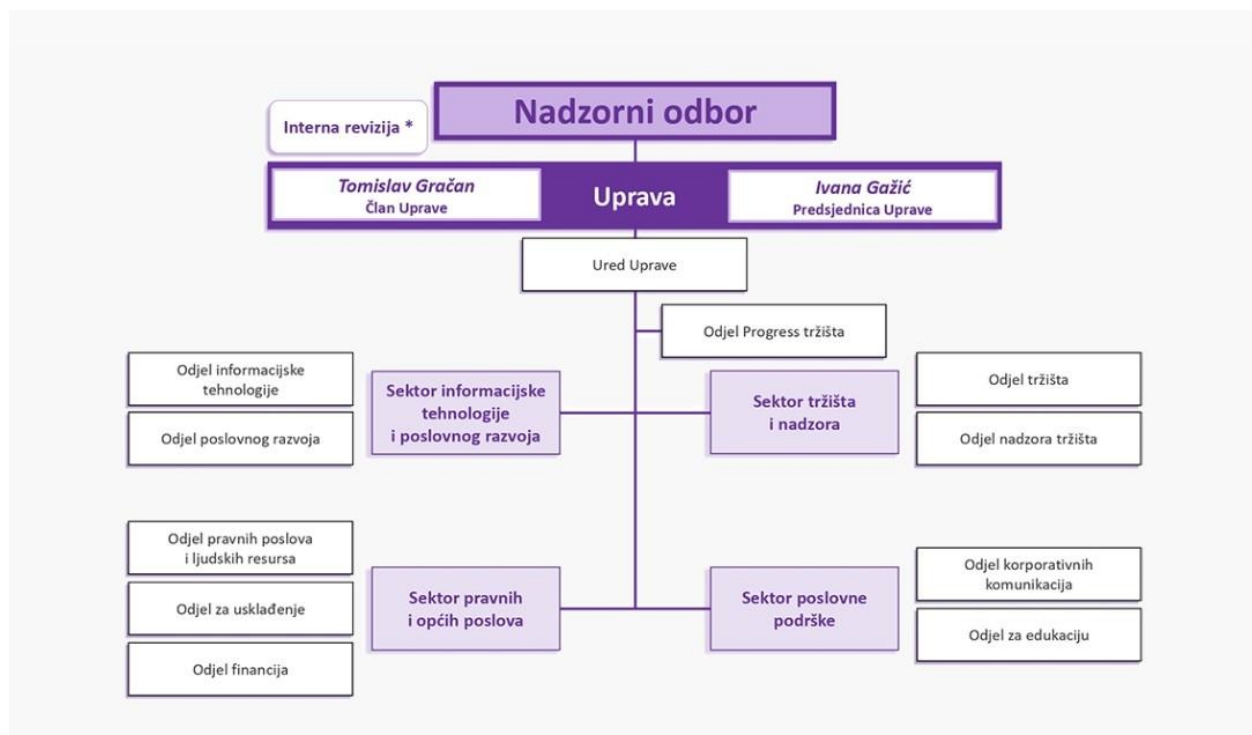 Nadzorni odbor
Interna revizija *
Tomislav Gračan
Član Uprave
Uprava
Ivana Gažić
Predsjednica Uprave
Ured Uprave
Odjel Progress tržišta
Odjel informacijske
tehnologije
Odjel poslovnog razvoja
Sektor informacijske
tehnologije
i poslovnog razvoja
Sektor tržišta
i nadzora
Odjel tržišta
Odjel nadzora tržišta
Odjel pravnih poslova
i ljudskih resursa
Odjel za usklađenje
Odjel financija
Sektor pravnih
i općih poslova
Sektor poslovne
podrške
Odjel korporativnih
komunikacija
Odjel za edukaciju